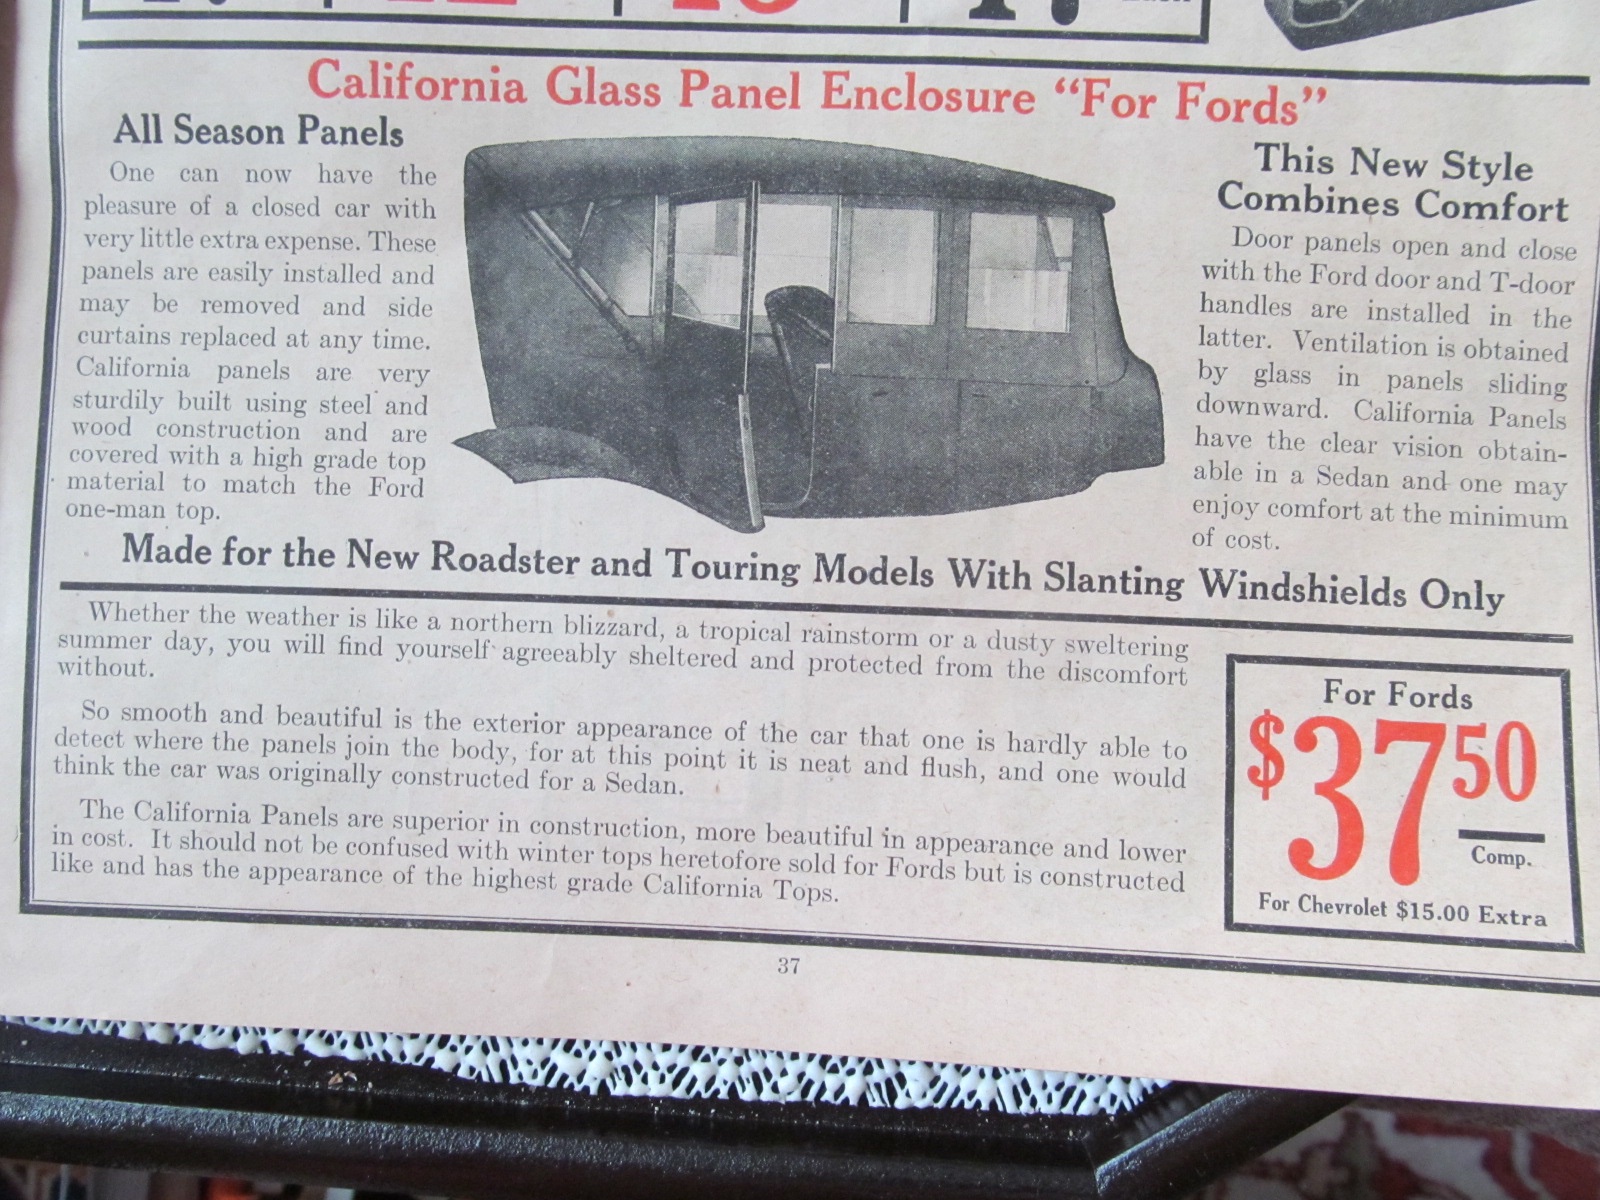 California Glass Panel Enclosure “For Fords”
All Season Panels
One can now have the
pleasure of a closed car with
very little extra expense. These
panels are easily installed and
may be removed and side
curtains replaced at any time.
California panels are very
sturdily built using steel and
wood construction and are
covered with a high grade top
material to match the Ford
one-man top.
This New Style
Combines Comfort
Door panels open and close
with the Ford door and T-door
handles are installed in the
latter. Ventilation is obtained
by glass in panels sliding
downward. California Panels
have the clear vision obtain-
able in a Sedan and one may
enjoy comfort at the minimum
of cost.
Made for the New Roadster and Touring Models With Slanting Windshields Only
Whether the weather is like a northern blizzard, a tropical rainstorm or a dusty sweltering
summer day, you will find yourself agreeably sheltered and protected from the discomfort
without.
So smooth and beautiful is the exterior appearance of the car that one is hardly able to
detect where the panels join the body, for at this point it is neat and flush, and one would
think the car was originally constructed for a Sedan.
The California Panels are superior in construction, more beautiful in appearance and lower
in cost. It should not be confused with winter tops heretofore sold for Fords but is constructed
like and has the appearance of the highest grade California Tops.
For Fords
$37 50
Comp.
For Chevrolet $15.00 Extra
37